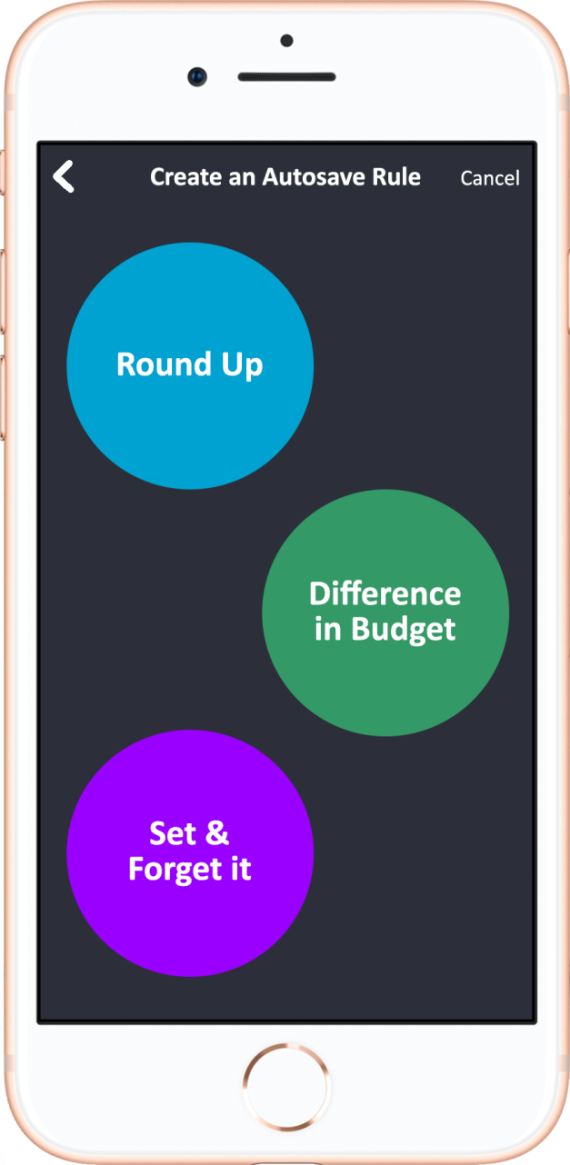 Create an Autosave Rule
Cancel
Round Up
Difference
in Budget
Set &
Forget it